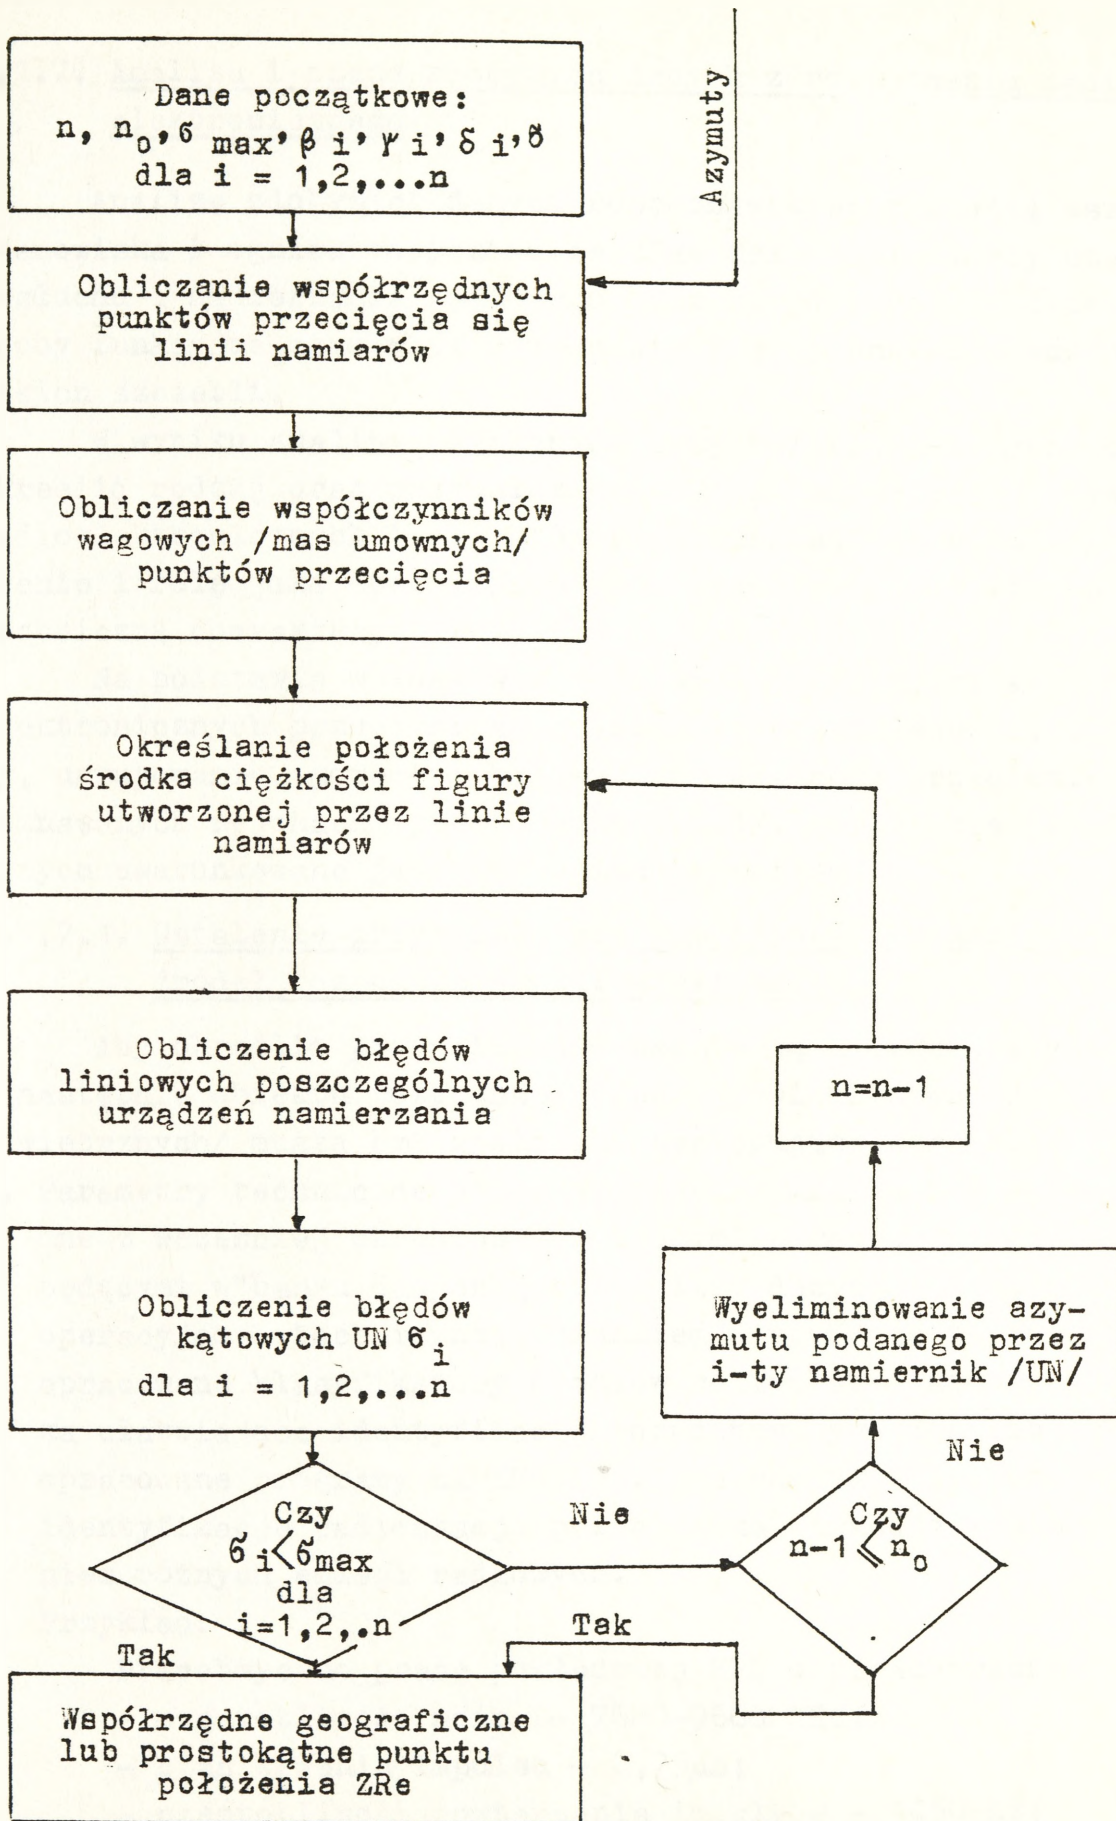 Dane początkowe:
n, n₀, σ max, β i, γ i, δ i, δ
dla i = 1,2,...n
Azymuty
Obliczanie współrzędnych
punktów przecięcia się
linii namiarów
Obliczanie współczynników
wagowych /mas umownych/
punktów przecięcia
Określanie położenia
środka ciężkości figury
utworzonej przez linie
namiarów
Obliczenie błędów
liniowych poszczególnych
urządzeń namierzania
n=n-1
Obliczenie błędów
kątowych UN σ i
dla i = 1,2,...n
Wyeliminowanie azy-
mutu podanego przez
i-ty namiernik /UN/
Nie
Czy
σ i < σ max
dla
i=1,2,.n
Nie
Czy
n-1 ⩽ n₀
Tak
Tak
Współrzędne geograficzne
lub prostokątne punktu
położenia ZRe